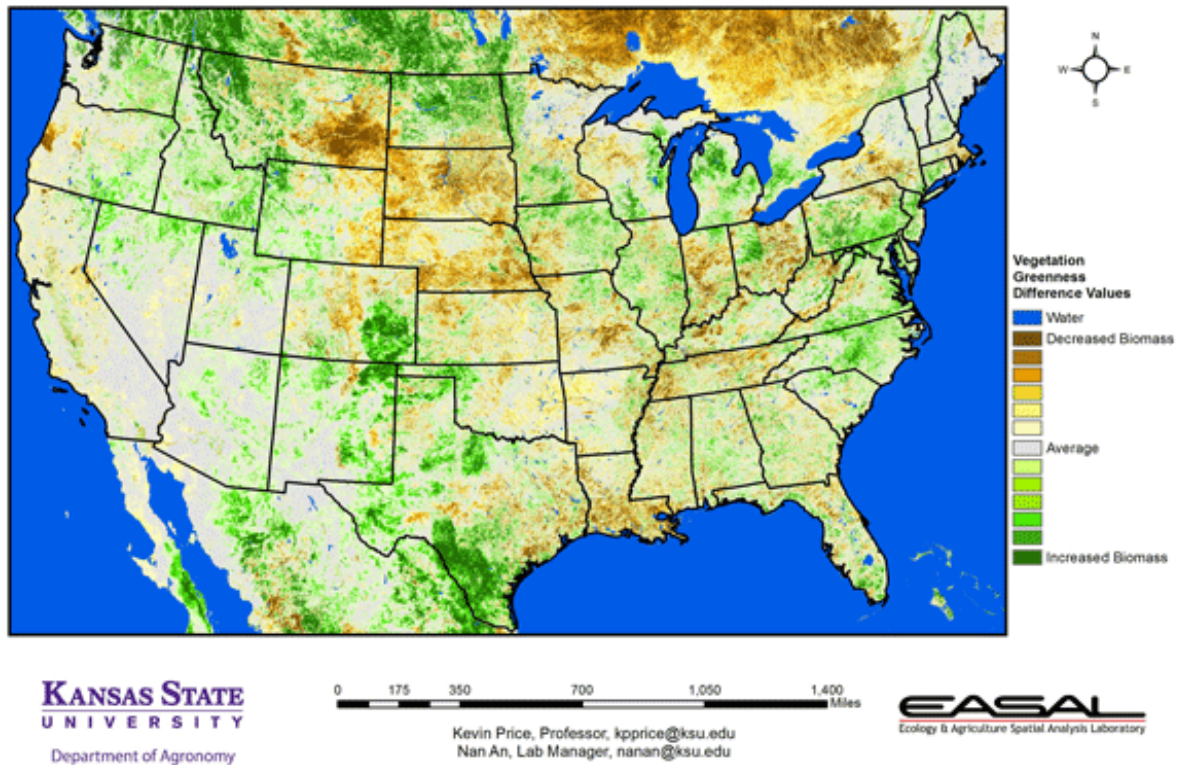 N
W E
S
Vegetation
Greenness
Difference Values
Water
Decreased Biomass
Average
Increased Biomass
KANSAS STATE
UNIVERSITY
Department of Agronomy
0 175 350 700 1,050 1,400
Miles
Kevin Price, Professor, kpprice@ksu.edu
Nan An, Lab Manager, nanan@ksu.edu
EASAL
Ecology & Agriculture Spatial Analysis Laboratory